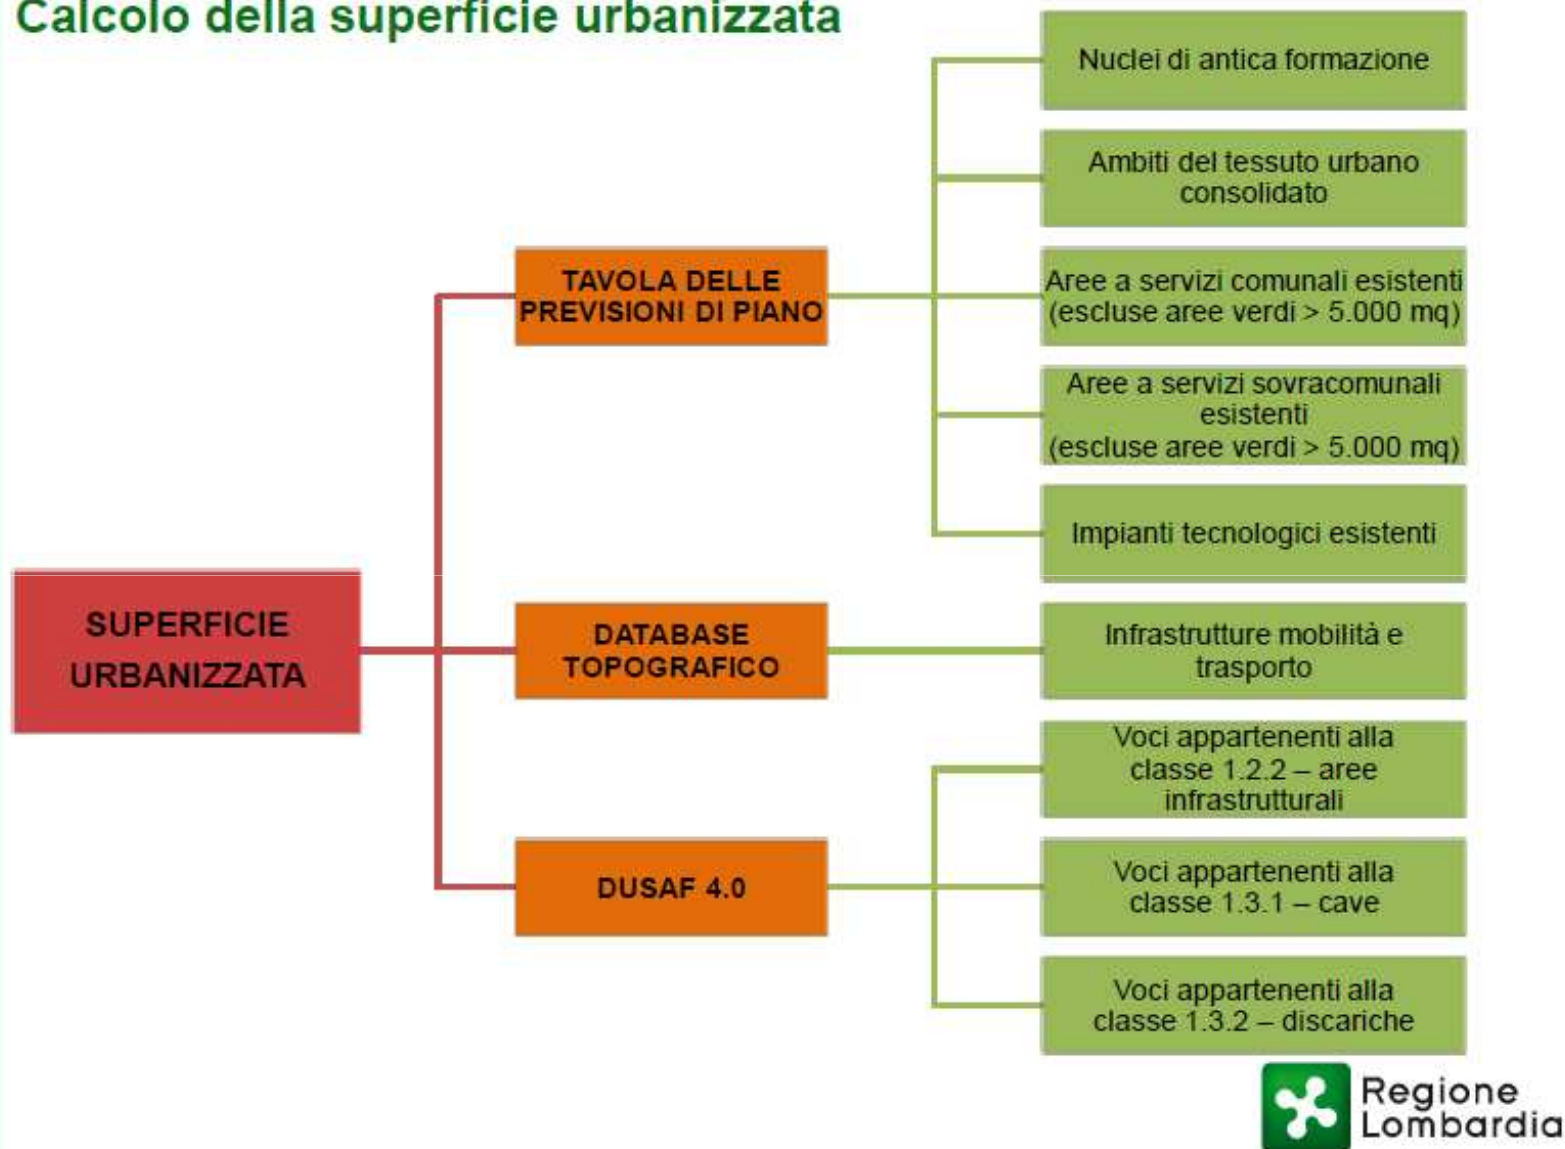 Calcolo della superficie urbanizzata
Nuclei di antica formazione
Ambiti del tessuto urbano
consolidato
TAVOLA DELLE
PREVISIONI DI PIANO
Aree a servizi comunali esistenti
(escluse aree verdi > 5.000 mq)
Aree a servizi sovracomunali
esistenti
(escluse aree verdi > 5.000 mq)
Impianti tecnologici esistenti
SUPERFICIE
URBANIZZATA
DATABASE
TOPOGRAFICO
Infrastrutture mobilità e
trasporto
Voci appartenenti alla
classe 1.2.2 – aree
infrastrutturali
DUSAF 4.0
Voci appartenenti alla
classe 1.3.1 – cave
Voci appartenenti alla
classe 1.3.2 – discariche
Regione
Lombardia